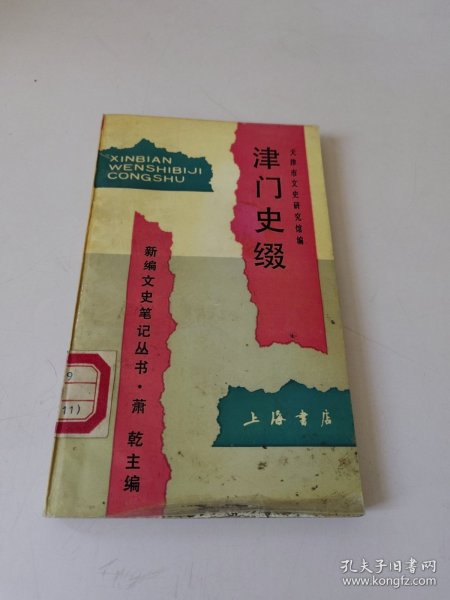 XINBIAN
WENSHIBIJI
CONGSHU
天津市文史研究馆编
津门史缀
新编文史笔记丛书·萧乾主编
9
11)
上海书店
孔夫子旧书网
www.kongfz.com